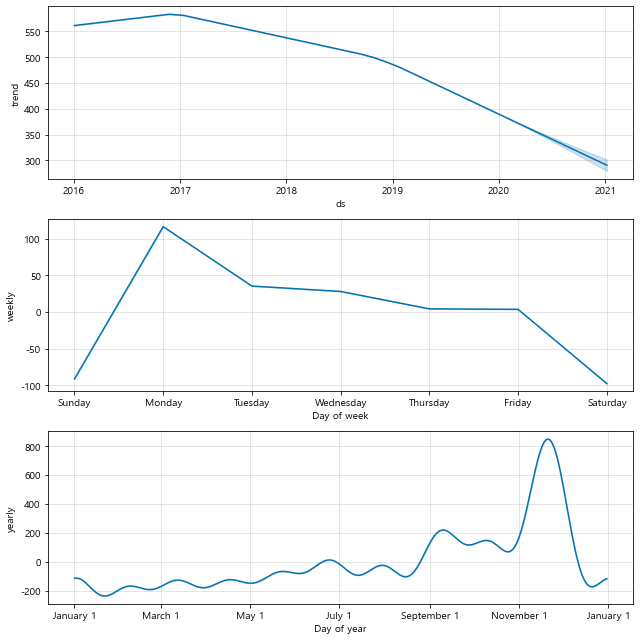 550
500
450
400
350
300
trend
2016 2017 2018 2019 2020 2021
ds
100
50
0
-50
-100
weekly
Sunday Monday Tuesday Wednesday Thursday Friday Saturday
Day of week
800
600
400
200
0
-200
yearly
January 1 March 1 May 1 July 1 September 1 November 1 January 1
Day of year